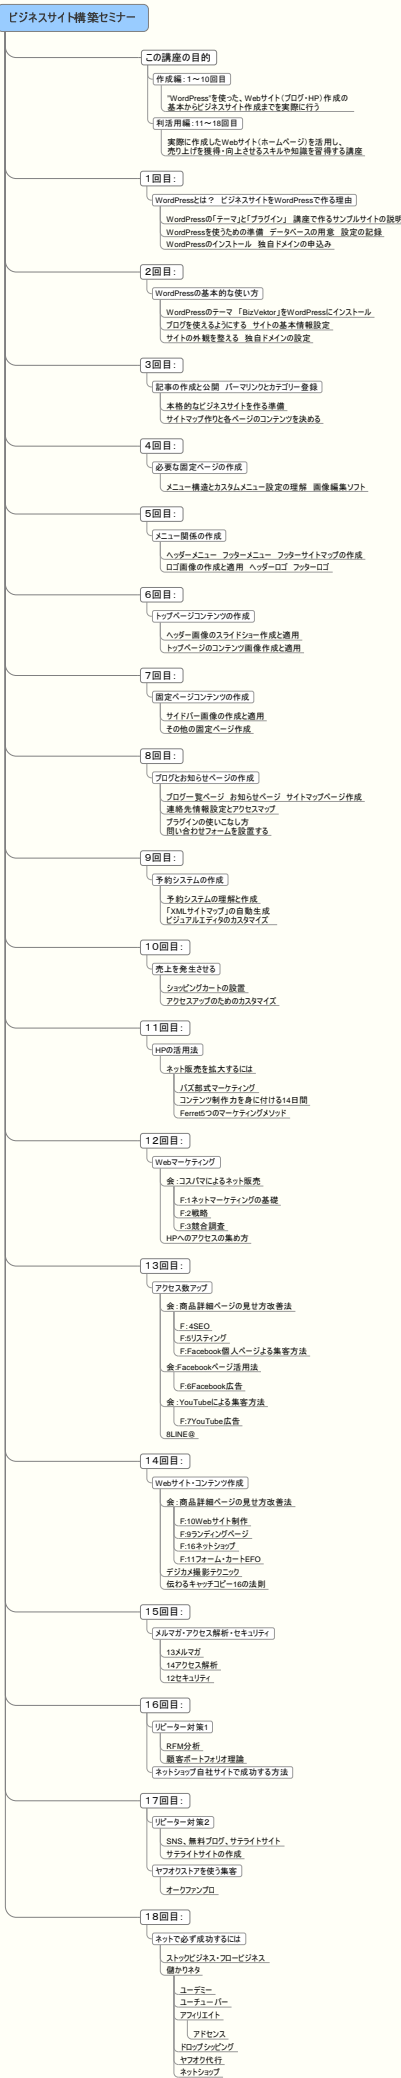 ビジネスサイト構築セミナー
この講座の目的
作成編：1～10回目
"WordPress"を使った、Webサイト（ブログ・HP）作成の
基本からビジネスサイト作成までを実際に行う
利活用編：11～18回目
実際に作成したWebサイト（ホームページ）を活用し、
売り上げを獲得・向上させるスキルや知識を習得する講座
1回目：
WordPressとは？ ビジネスサイトをWordPressで作る理由
WordPressの「テーマ」と「プラグイン」 講座で作るサンプルサイトの説明
WordPressを使うための準備 データベースの用意 設定の記録
WordPressのインストール 独自ドメインの申込み
2回目：
WordPressの基本的な使い方
WordPressのテーマ 「BizVektor」をWordPressにインストール
ブログを使えるようにする サイトの基本情報設定
サイトの外観を整える 独自ドメインの設定
3回目：
記事の作成と公開 パーマリンクとカテゴリー登録
本格的なビジネスサイトを作る準備
サイトマップ作りと各ページのコンテンツを決める
4回目：
必要な固定ページの作成
メニュー構造とカスタムメニュー設定の理解 画像編集ソフト
5回目：
メニュー関係の作成
ヘッダーメニュー フッターメニュー フッターサイトマップの作成
ロゴ画像の作成と適用 ヘッダーロゴ フッターロゴ
6回目：
トップページコンテンツの作成
ヘッダー画像のスライドショー作成と適用
トップページのコンテンツ画像作成と適用
7回目：
固定ページコンテンツの作成
サイドバー画像の作成と適用
その他の固定ページ作成
8回目：
ブログとお知らせページの作成
ブログ一覧ページ お知らせページ サイトマップページ作成
連絡先情報設定とアクセスマップ
プラグインの使いこなし方
問い合わせフォームを設置する
9回目：
予約システムの作成
予約システムの理解と作成
「XMLサイトマップ」の自動生成
ビジュアルエディタのカスタマイズ
10回目：
売上を発生させる
ショッピングカートの設置
アクセスアップのためのカスタマイズ
11回目：
HPの活用法
ネット販売を拡大するには
バズ部式マーケティング
コンテンツ制作力を身に付ける14日間
Ferret5つのマーケティングメソッド
12回目：
Webマーケティング
会：コスパマによるネット販売
F:1ネットマーケティングの基礎
F:2戦略
F:3競合調査
HPへのアクセスの集め方
13回目：
アクセス数アップ
会：商品詳細ページの見せ方改善法
F：4SEO
F:5リスティング
F:Facebook個人ページよる集客方法
会:Facebookページ活用法
F:6Facebook広告
会：YouTubeによる集客方法
F:7YouTube広告
8LINE@
14回目：
Webサイト・コンテンツ作成
会：商品詳細ページの見せ方改善法
F:10Webサイト制作
F:9ランディングページ
F:16ネットショップ
F:11フォーム・カートEFO
デジカメ撮影テクニック
伝わるキャッチコピー16の法則
15回目：
メルマガ・アクセス解析・セキュリティ
13メルマガ
14アクセス解析
12セキュリティ
16回目：
リピーター対策1
RFM分析
顧客ポートフォリオ理論
ネットショップ自社サイトで成功する方法
17回目：
リピーター対策2
SNS、無料ブログ、サテライトサイト
サテライトサイトの作成
ヤフオクストアを使う集客
オークファンプロ
18回目：
ネットで必ず成功するには
ストックビジネス・フロービジネス
儲かりネタ
ユーデミー
ユーチューバー
アフィリエイト
アドセンス
ドロップシッピング
ヤフオク代行
ネットショップ